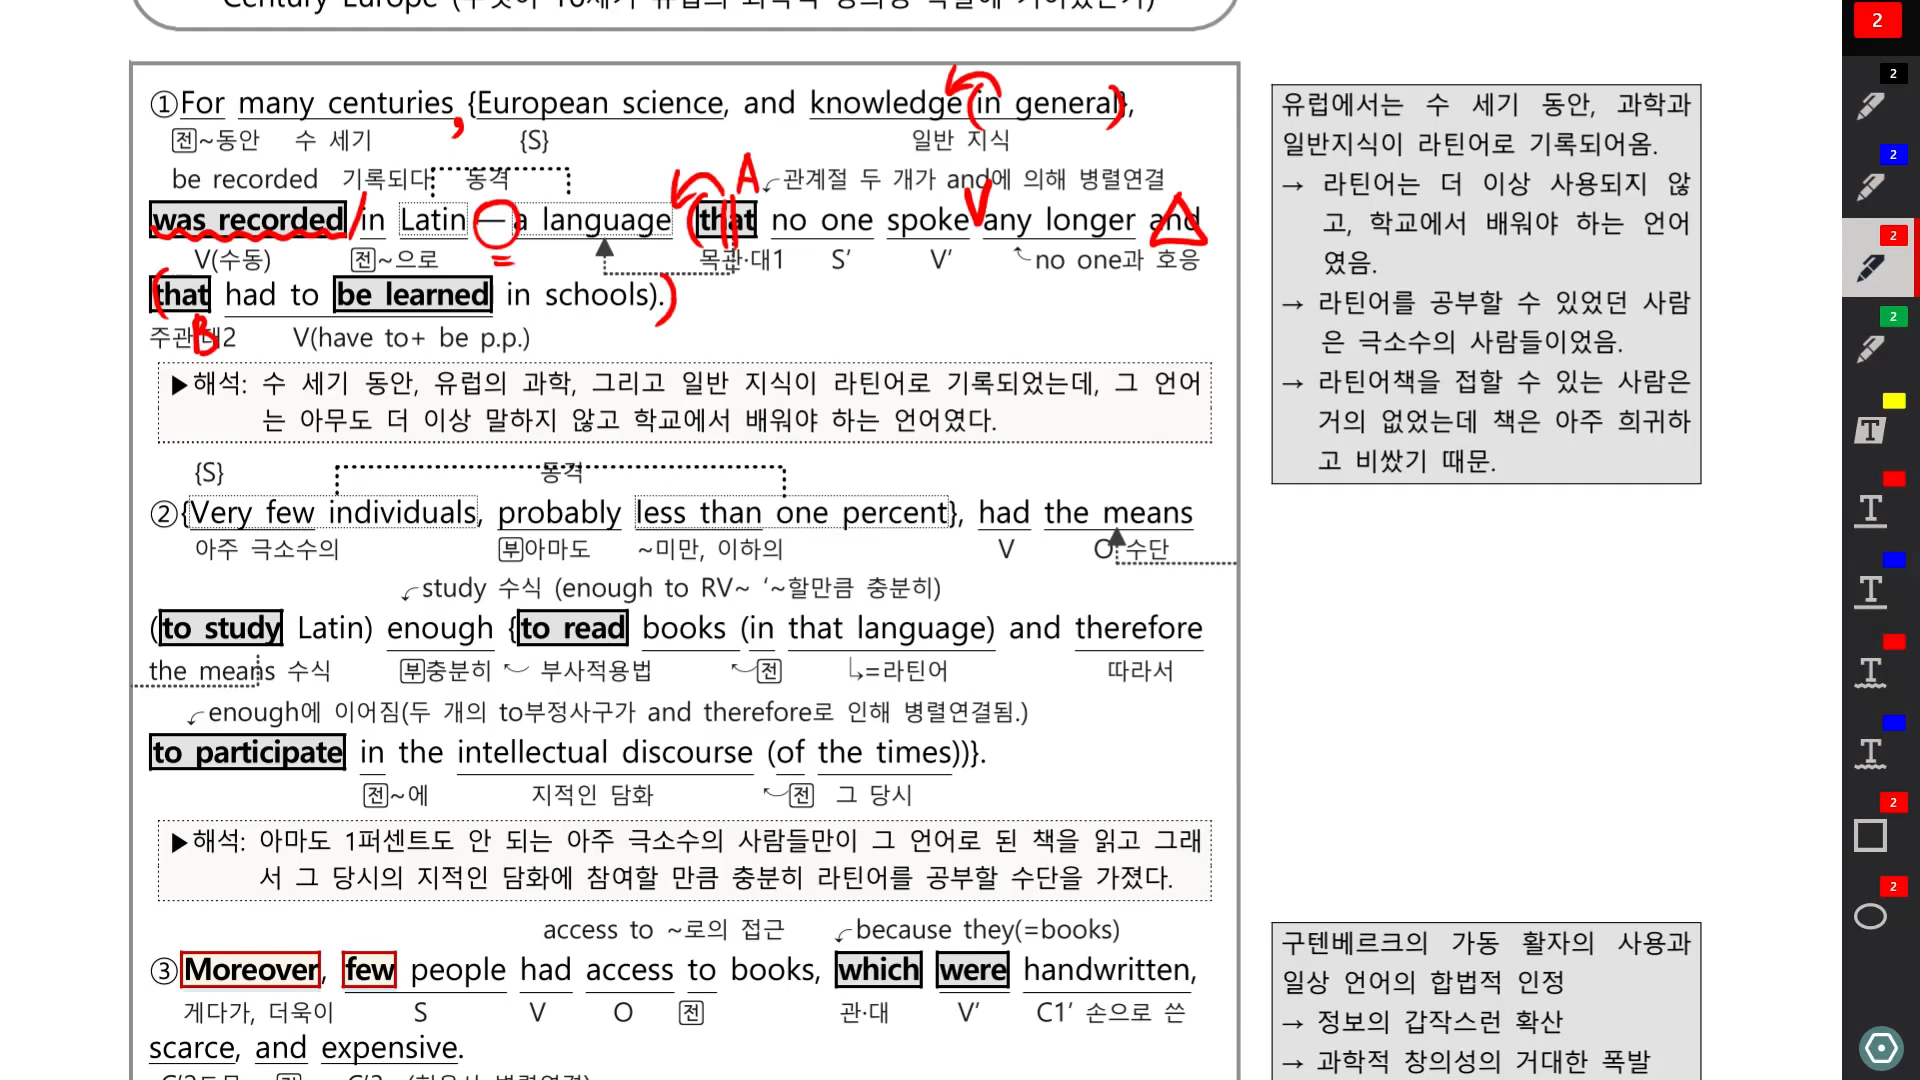 Century Europe
①For many centuries, {European science, and knowledge (in general},
전~동안 수 세기 {S} 일반 지식
be recorded 기록되다 동격 A 관계절 두 개가 and에 의해 병렬연결
was recorded / in Latin — a language (that no one spoke V any longer and
V(수동) 전~으로 목관·대1 S′ V′ no one과 호응
that had to be learned in schools).)
주관·대2 B V(have to+ be p.p.)
▶해석: 수 세기 동안, 유럽의 과학, 그리고 일반 지식이 라틴어로 기록되었는데, 그 언어
는 아무도 더 이상 말하지 않고 학교에서 배워야 하는 언어였다.
{S} 동격
②{Very few individuals, probably less than one percent}, had the means
아주 극소수의 부아마도 ~미만, 이하의 V O 수단
study 수식 (enough to RV~ ‘~할만큼 충분히)
(to study Latin) enough {to read books (in that language) and therefore
the means 수식 부충분히 부사적용법 전 =라틴어 따라서
enough에 이어짐(두 개의 to부정사구가 and therefore로 인해 병렬연결됨.)
to participate in the intellectual discourse (of the times))}.
전~에 지적인 담화 전 그 당시
▶해석: 아마도 1퍼센트도 안 되는 아주 극소수의 사람들만이 그 언어로 된 책을 읽고 그래
서 그 당시의 지적인 담화에 참여할 만큼 충분히 라틴어를 공부할 수단을 가졌다.
access to ~로의 접근 because they(=books)
③Moreover, few people had access to books, which were handwritten,
게다가, 더욱이 S V O 전 관·대 V′ C1′ 손으로 쓴
scarce, and expensive.
유럽에서는 수 세기 동안, 과학과
일반지식이 라틴어로 기록되어옴.
→ 라틴어는 더 이상 사용되지 않
고, 학교에서 배워야 하는 언어
였음.
→ 라틴어를 공부할 수 있었던 사람
은 극소수의 사람들이었음.
→ 라틴어책을 접할 수 있는 사람은
거의 없었는데 책은 아주 희귀하
고 비쌌기 때문.
구텐베르크의 가동 활자의 사용과
일상 언어의 합법적 인정
→ 정보의 갑작스런 확산
→ 과학적 창의성의 거대한 폭발
2
2
2
2
2
T
T
T
T
T
2
2